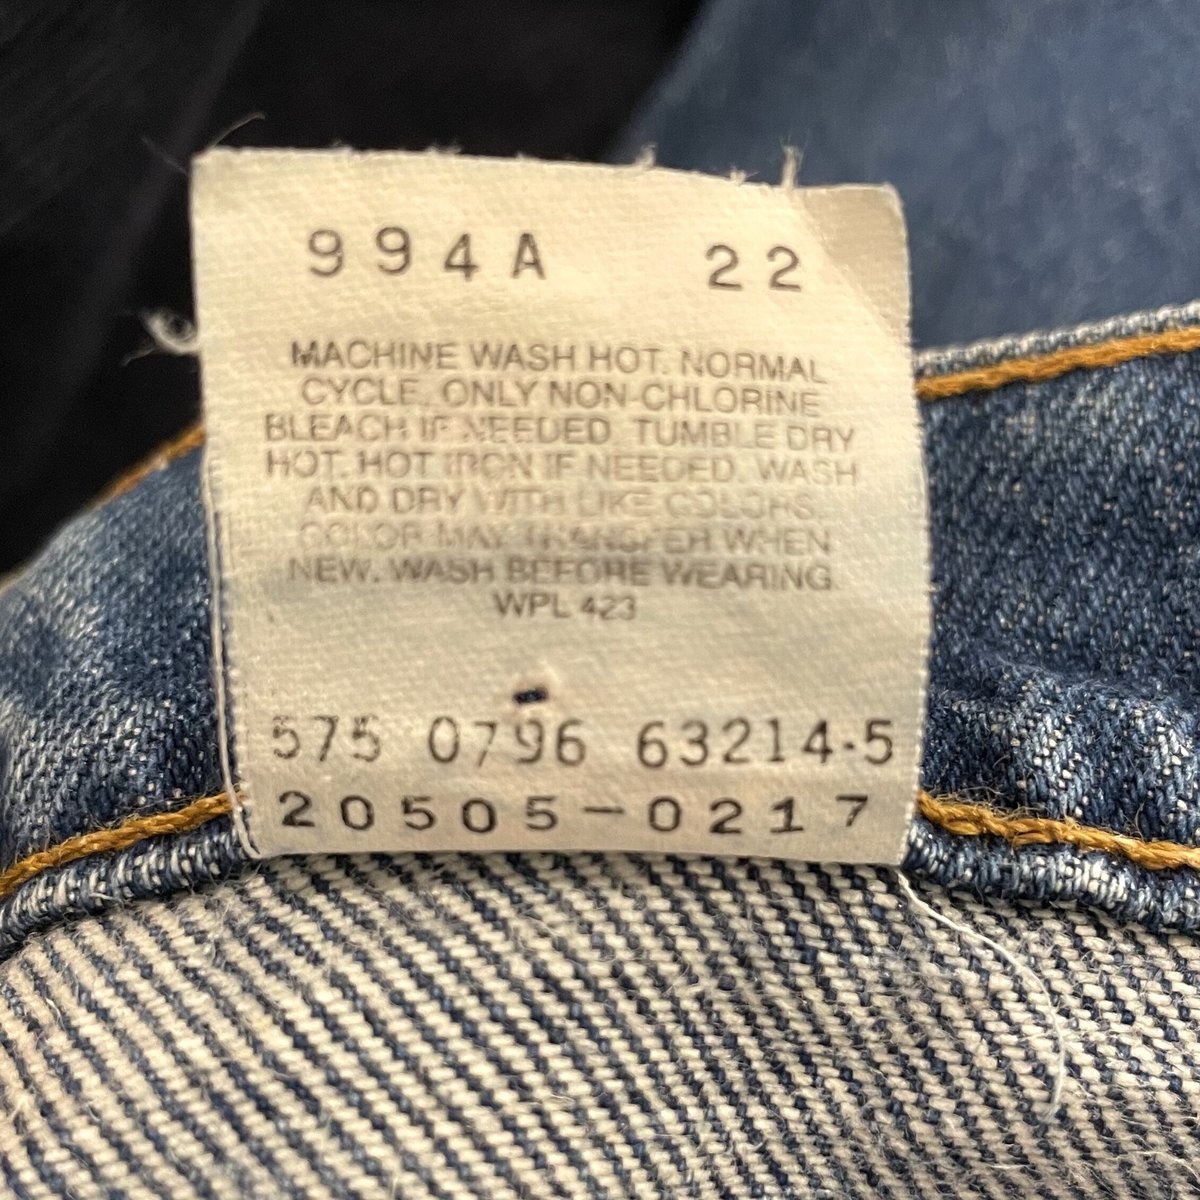 994A 22
MACHINE WASH HOT. NORMAL
CYCLE. ONLY NON-CHLORINE
BLEACH IF NEEDED. TUMBLE DRY
HOT. HOT IRON IF NEEDED. WASH
AND DRY WITH LIKE COLORS.
COLOR MAY TRANSFER WHEN
NEW. WASH BEFORE WEARING.
WPL 423
575 0796 63214-5
20505-0217